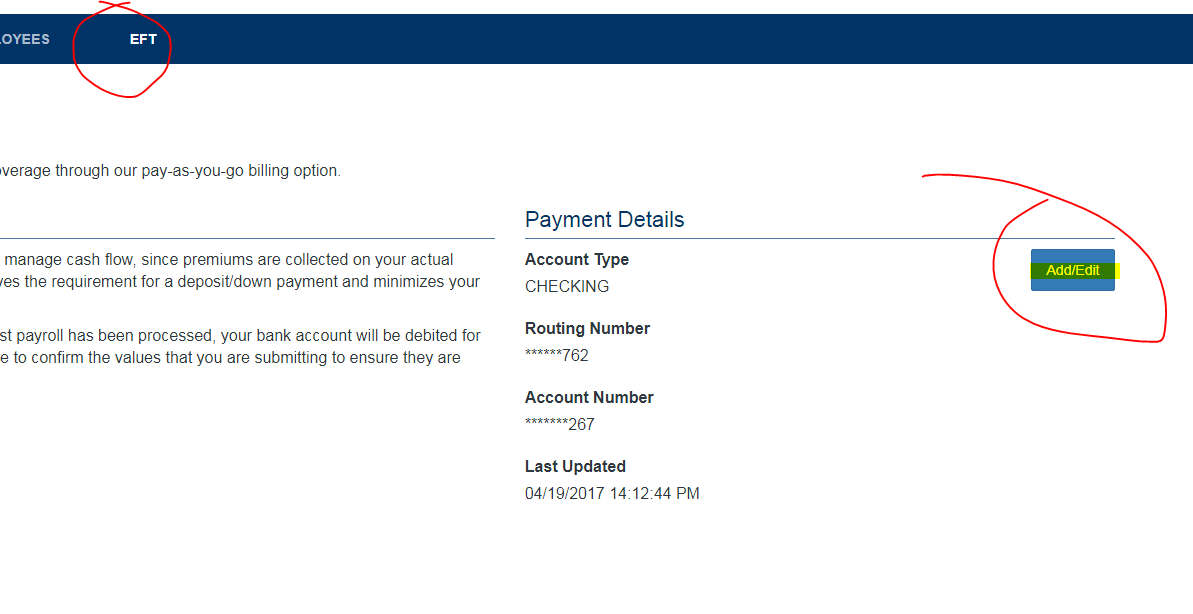 OYEES EFT
verage through our pay-as-you-go billing option.
manage cash flow, since premiums are collected on your actual
es the requirement for a deposit/down payment and minimizes your
st payroll has been processed, your bank account will be debited for
e to confirm the values that you are submitting to ensure they are
Payment Details
Account Type
Add/Edit
CHECKING
Routing Number
******762
Account Number
*******267
Last Updated
04/19/2017 14:12:44 PM